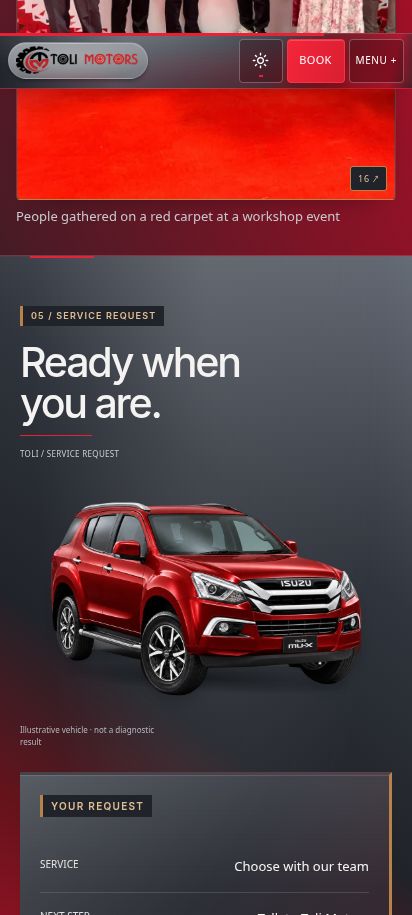 TOLI MOTORS
BOOK
MENU +
16 ↗
People gathered on a red carpet at a workshop event
05 / SERVICE REQUEST
Ready when
you are.
TOLI / SERVICE REQUEST
ISUZU
ISUZU
MU-X
Illustrative vehicle · not a diagnostic
result
YOUR REQUEST
SERVICE
Choose with our team